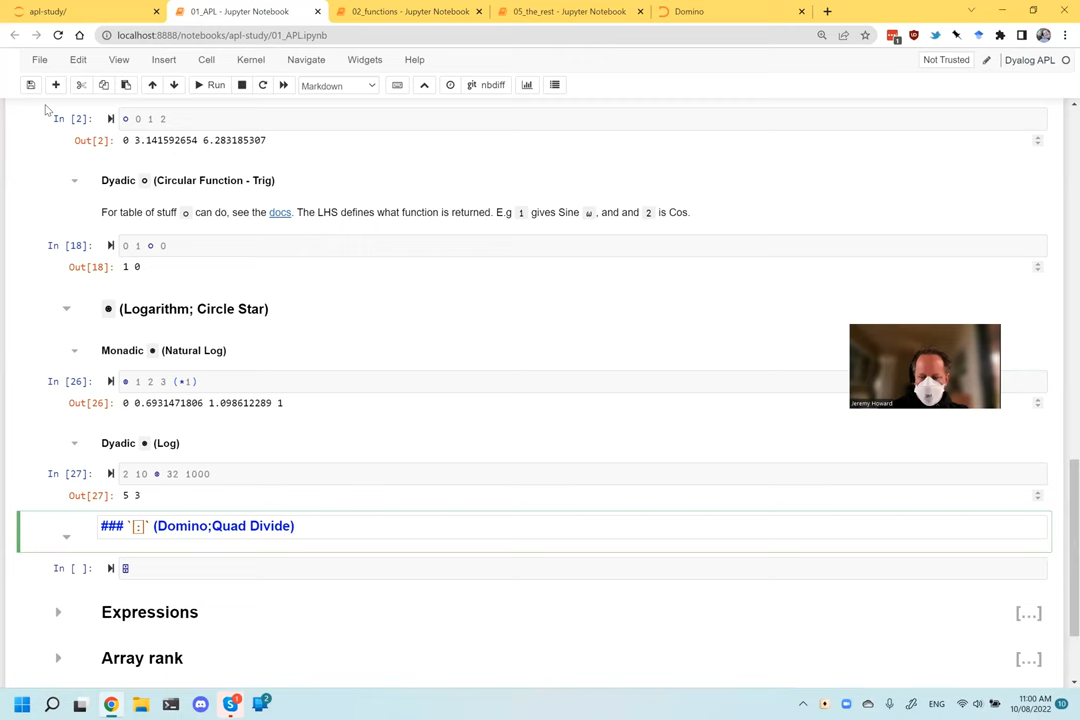 apl-study/
01_APL - Jupyter Notebook
02_functions - Jupyter Notebook
05_the_rest - Jupyter Notebook
Domino
localhost:8888/notebooks/apl-study/01_APL.ipynb
1
File Edit View Insert Cell Kernel Navigate Widgets Help
Not Trusted
Dyalog APL
Run
Markdown
git nbdiff
In [2]: ○ 0 1 2
Out[2]: 0 3.141592654 6.283185307
Dyadic ○ (Circular Function - Trig)
For table of stuff ○ can do, see the docs. The LHS defines what function is returned. E.g 1 gives Sine ⍵, and and 2 is Cos.
In [18]: 0 1 ○ 0
Out[18]: 1 0
⍟ (Logarithm; Circle Star)
Monadic ⍟ (Natural Log)
In [26]: ⍟ 1 2 3 (*1)
Out[26]: 0 0.6931471806 1.098612289 1
Jeremy Howard
Dyadic ⍟ (Log)
In [27]: 2 10 ⍟ 32 1000
Out[27]: 5 3
### `⌹` (Domino;Quad Divide)
In [ ]: ⌹
Expressions [...]
Array rank [...]
1
2
ENG
11:00 AM
10/08/2022
10